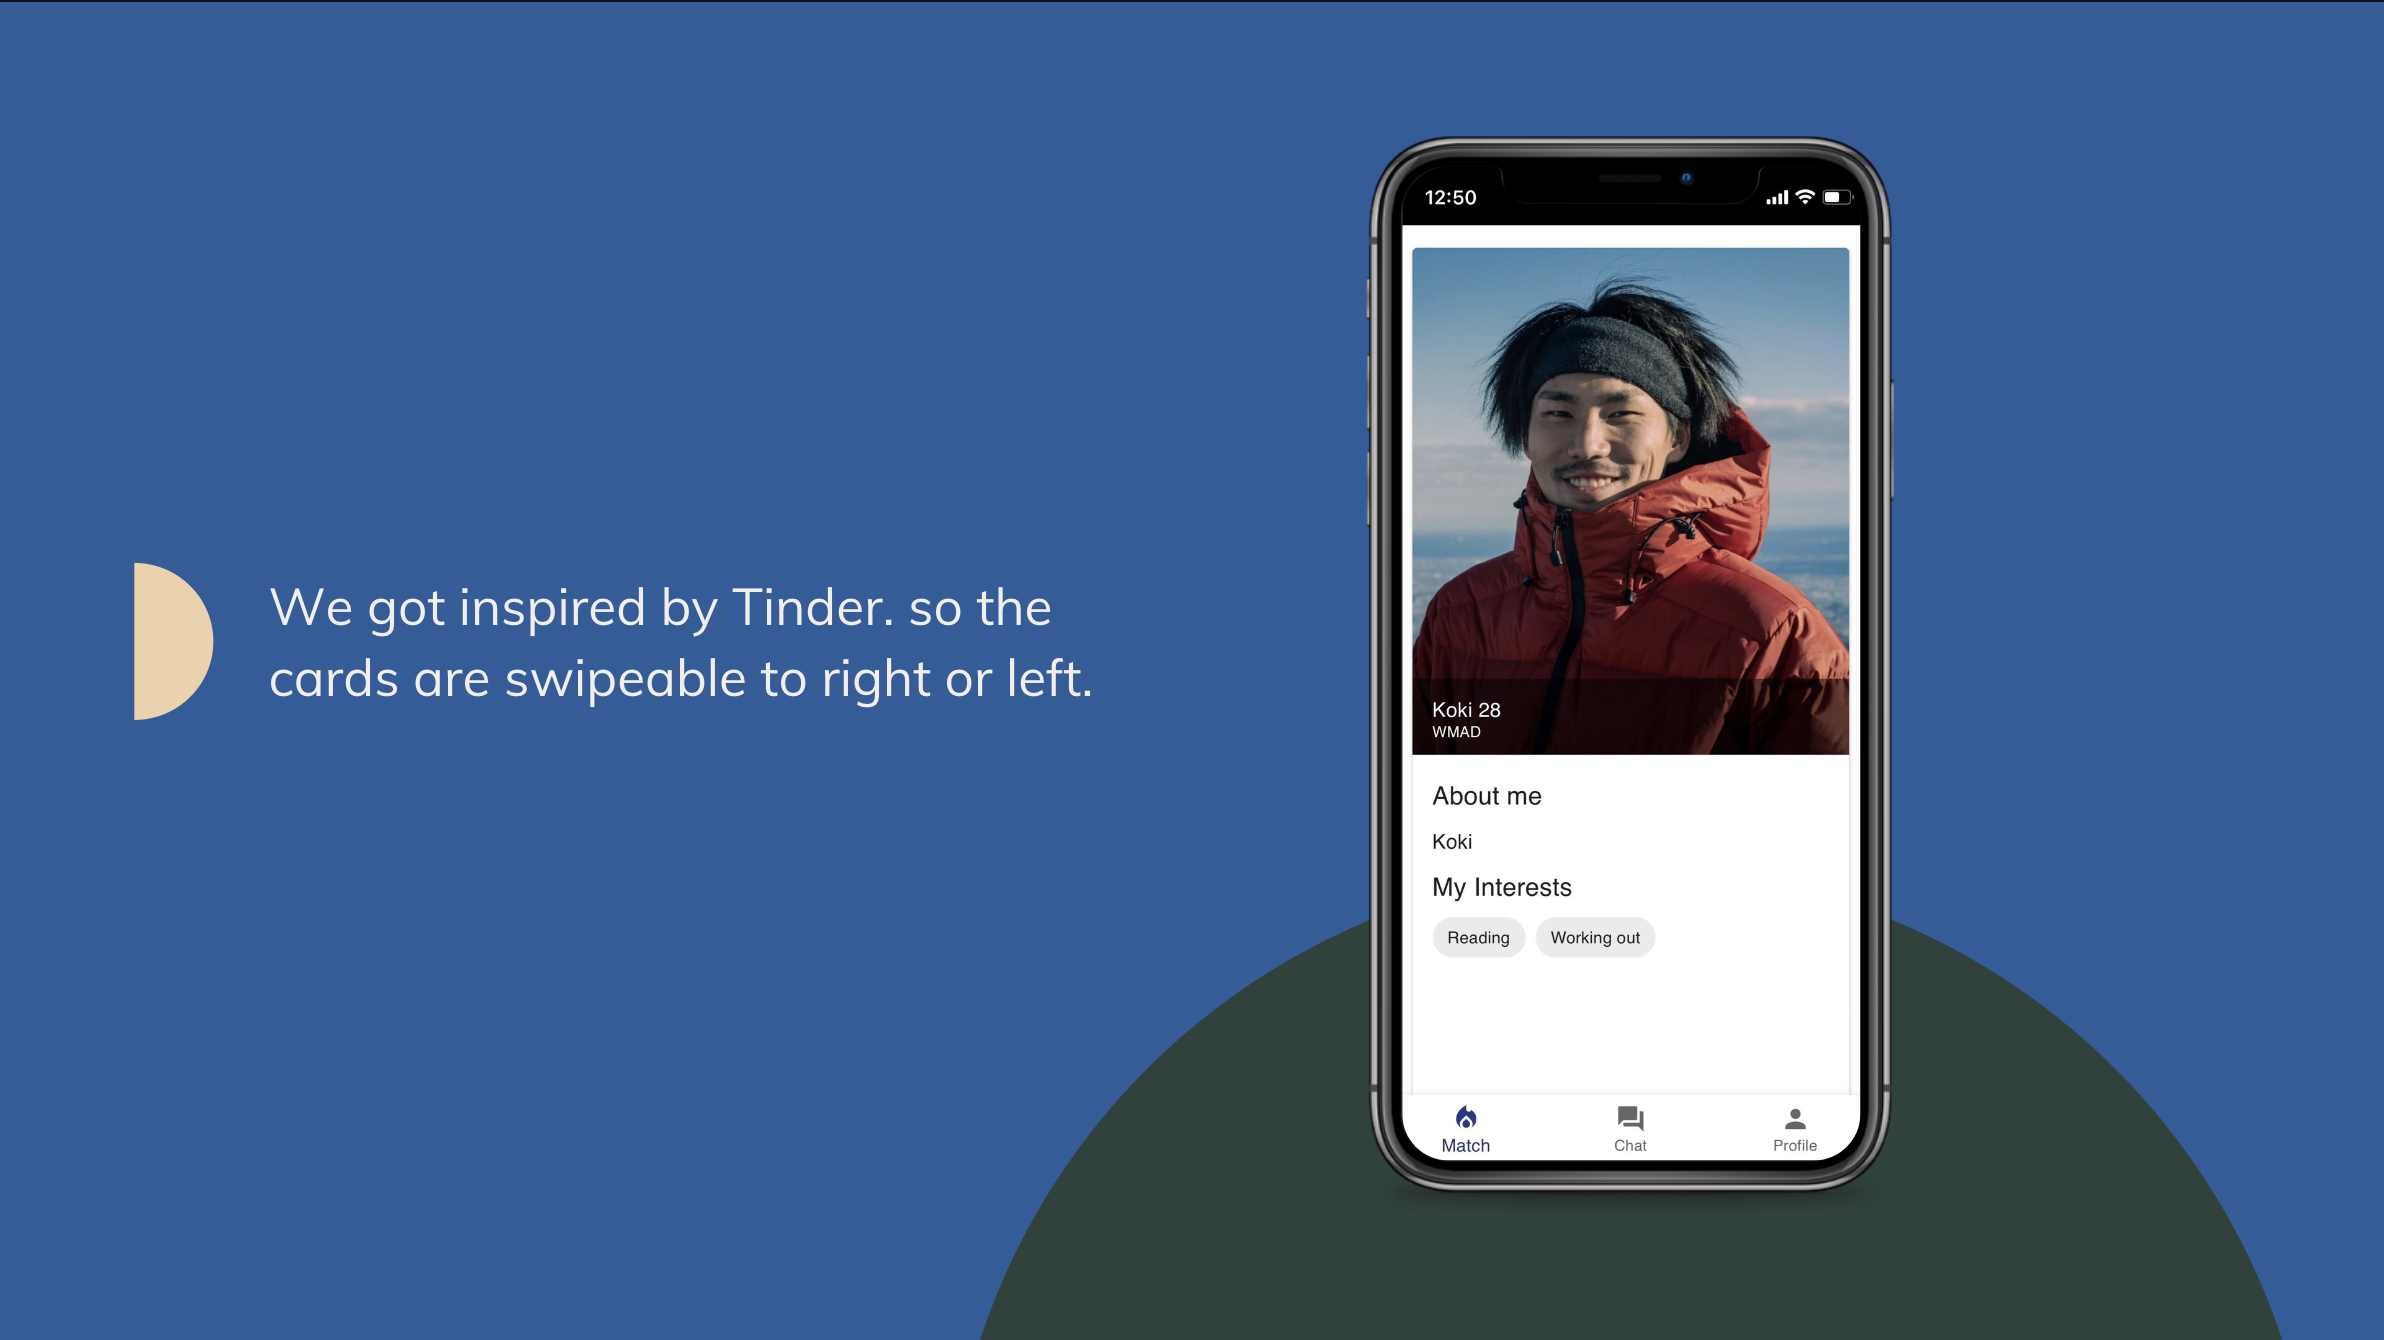 We got inspired by Tinder. so the
cards are swipeable to right or left.
12:50
Koki 28
WMAD
About me
Koki
My Interests
Reading Working out
Match Chat Profile